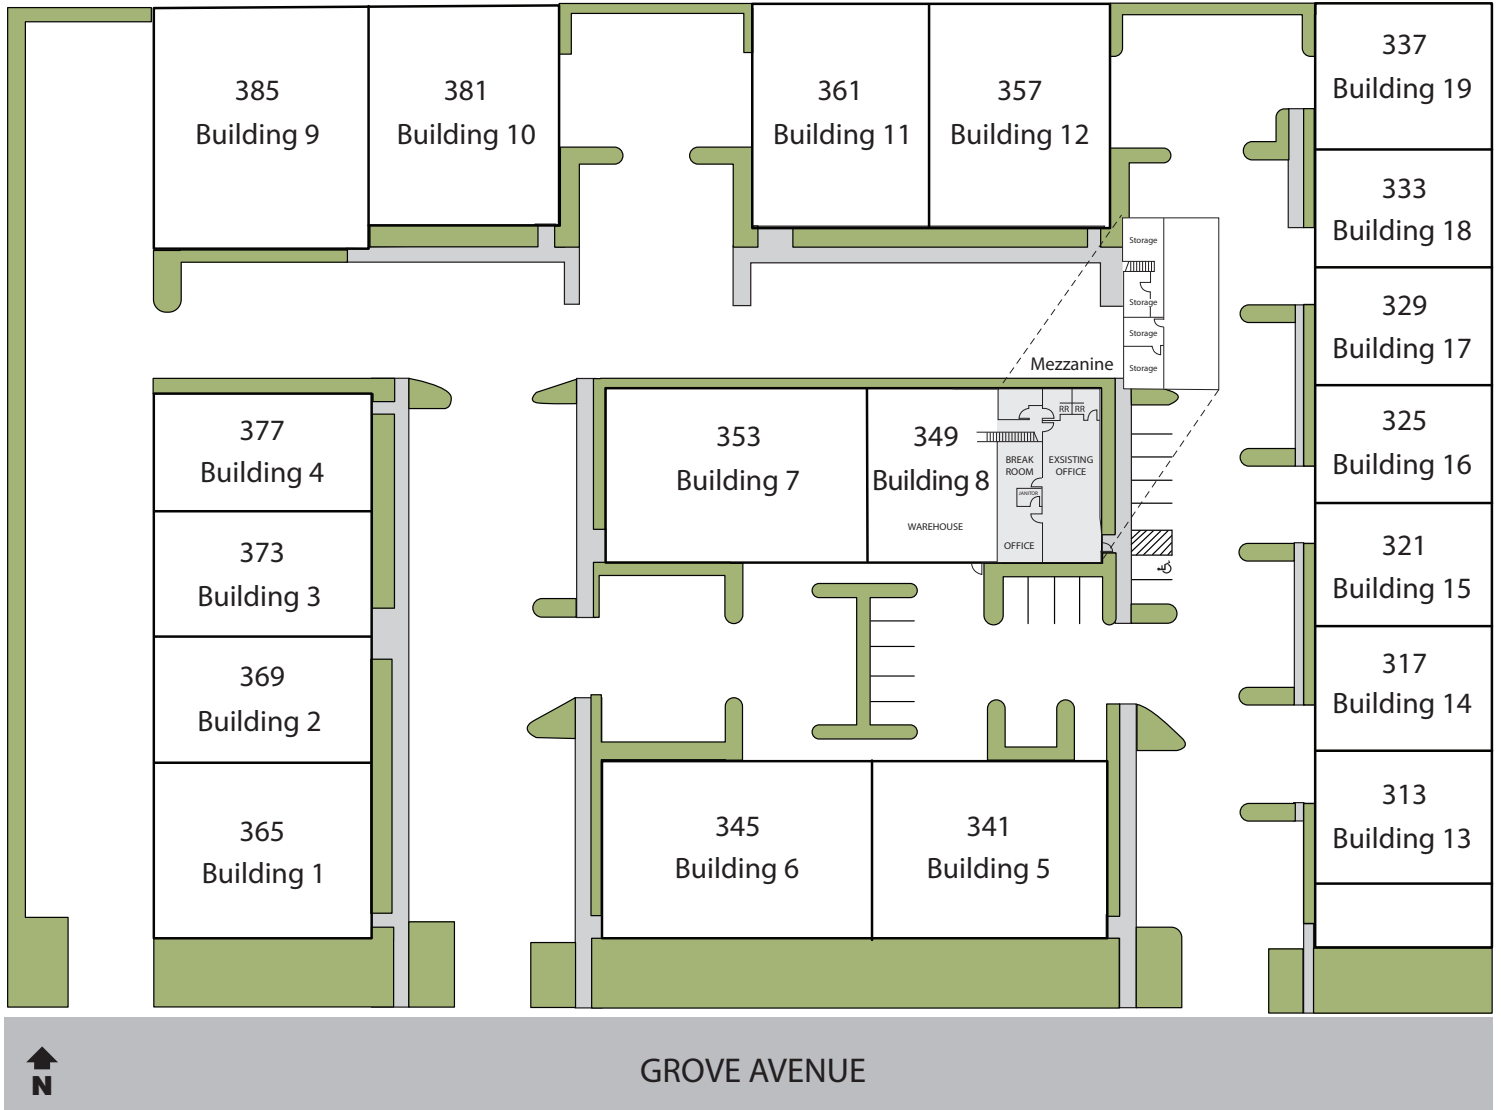 385
Building 9
381
Building 10
361
Building 11
357
Building 12
337
Building 19
333
Building 18
329
Building 17
325
Building 16
321
Building 15
317
Building 14
313
Building 13
Storage
Storage
Storage
Storage
Mezzanine
377
Building 4
373
Building 3
369
Building 2
365
Building 1
353
Building 7
349
Building 8
WAREHOUSE
RR RR
BREAK
ROOM
EXSISTING
OFFICE
JANITOR
OFFICE
345
Building 6
341
Building 5
N
GROVE AVENUE